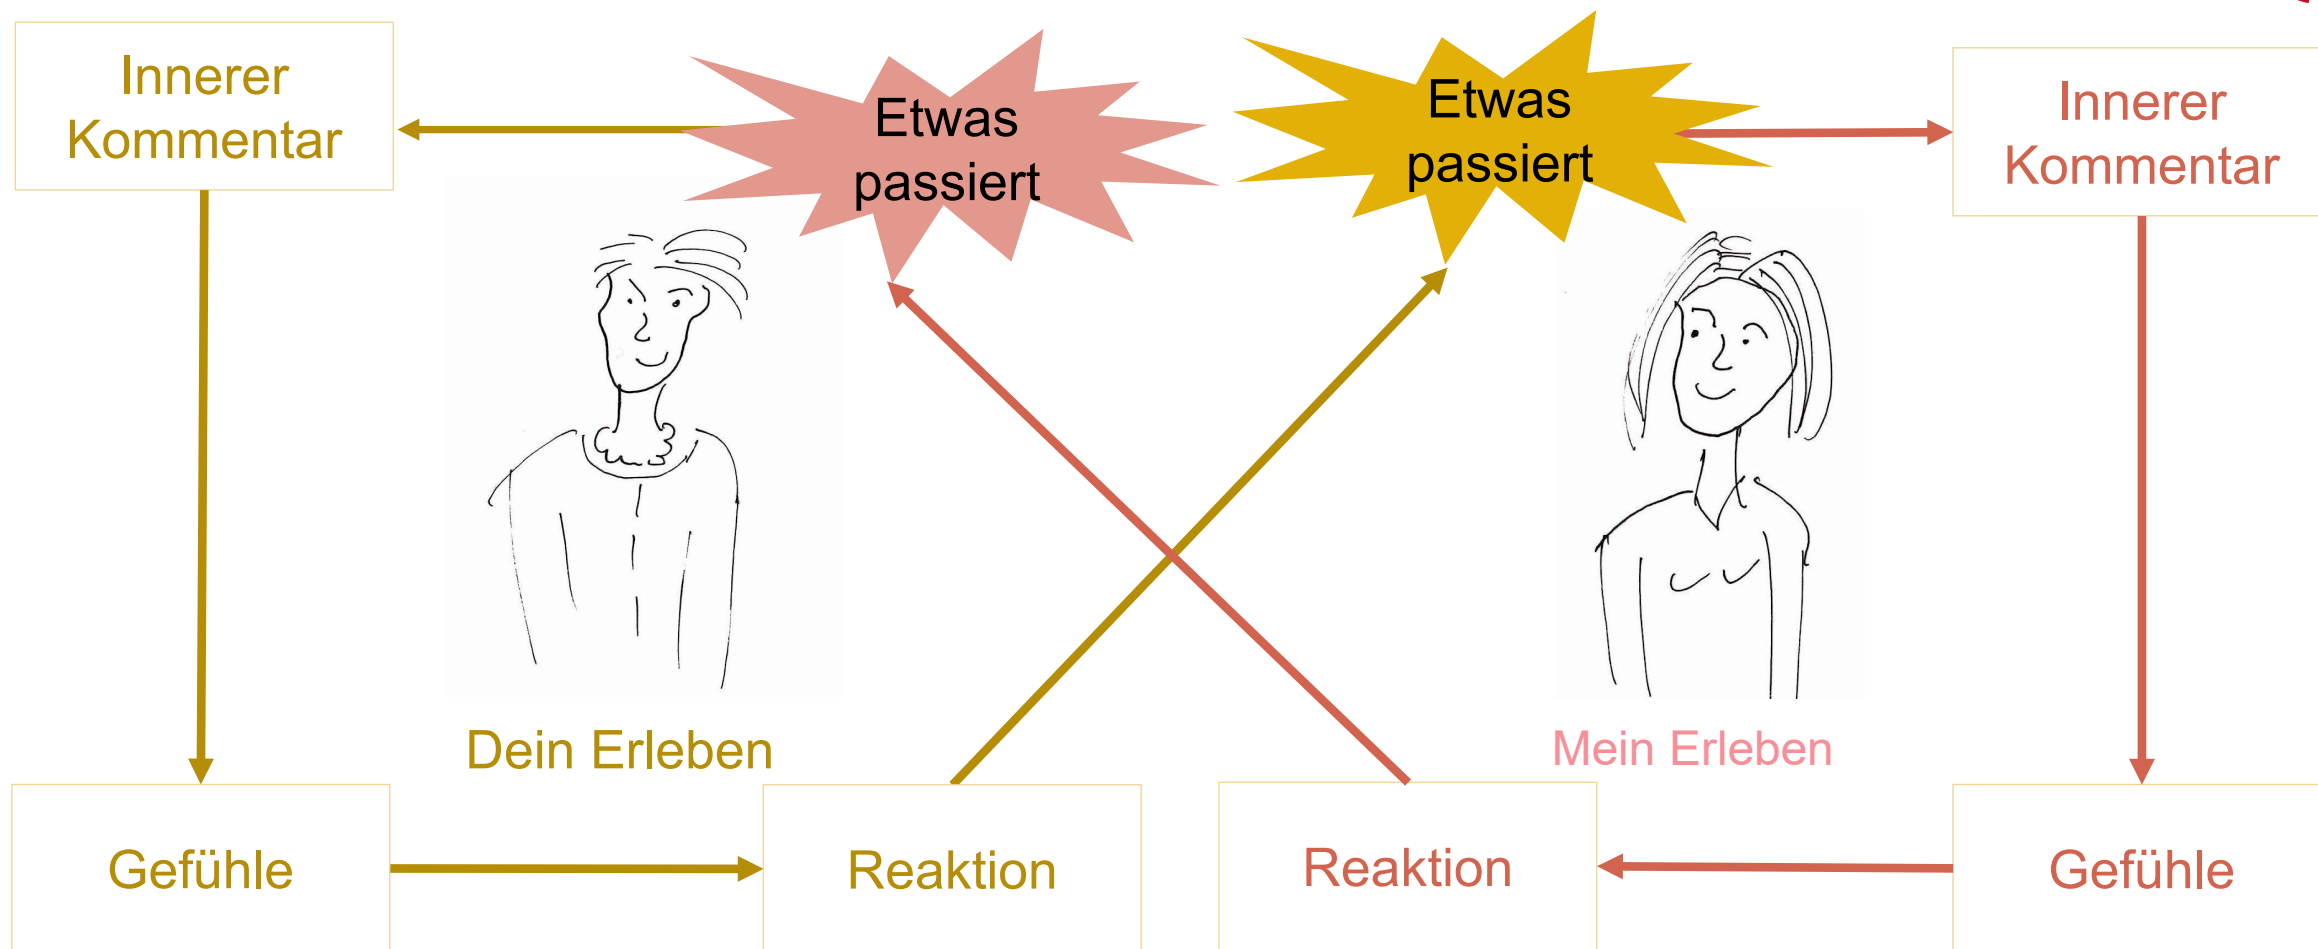 Innerer
Kommentar
Etwas
passiert
Etwas
passiert
Innerer
Kommentar
Dein Erleben
Mein Erleben
Gefühle
Reaktion
Reaktion
Gefühle